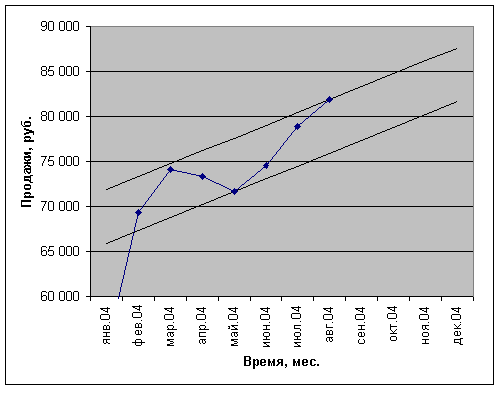 90 000
85 000
80 000
75 000
70 000
65 000
60 000
Продажи, руб.
янв.04
фев.04
мар.04
апр.04
май.04
июн.04
июл.04
авг.04
сен.04
окт.04
ноя.04
дек.04
Время, мес.